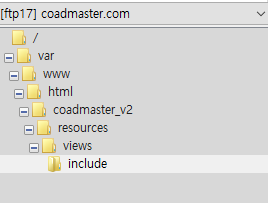 [ftp17] coadmaster.com
/
var
www
html
coadmaster_v2
resources
views
include